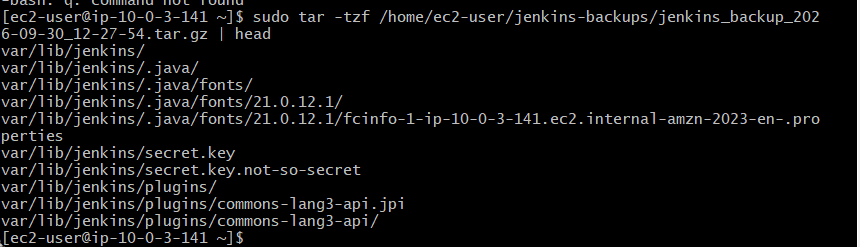 -bash: q: command not found
[ec2-user@ip-10-0-3-141 ~]$ sudo tar -tzf /home/ec2-user/jenkins-backups/jenkins_backup_202
6-09-30_12-27-54.tar.gz | head
var/lib/jenkins/
var/lib/jenkins/.java/
var/lib/jenkins/.java/fonts/
var/lib/jenkins/.java/fonts/21.0.12.1/
var/lib/jenkins/.java/fonts/21.0.12.1/fcinfo-1-ip-10-0-3-141.ec2.internal-amzn-2023-en-.pro
perties
var/lib/jenkins/secret.key
var/lib/jenkins/secret.key.not-so-secret
var/lib/jenkins/plugins/
var/lib/jenkins/plugins/commons-lang3-api.jpi
var/lib/jenkins/plugins/commons-lang3-api/
[ec2-user@ip-10-0-3-141 ~]$